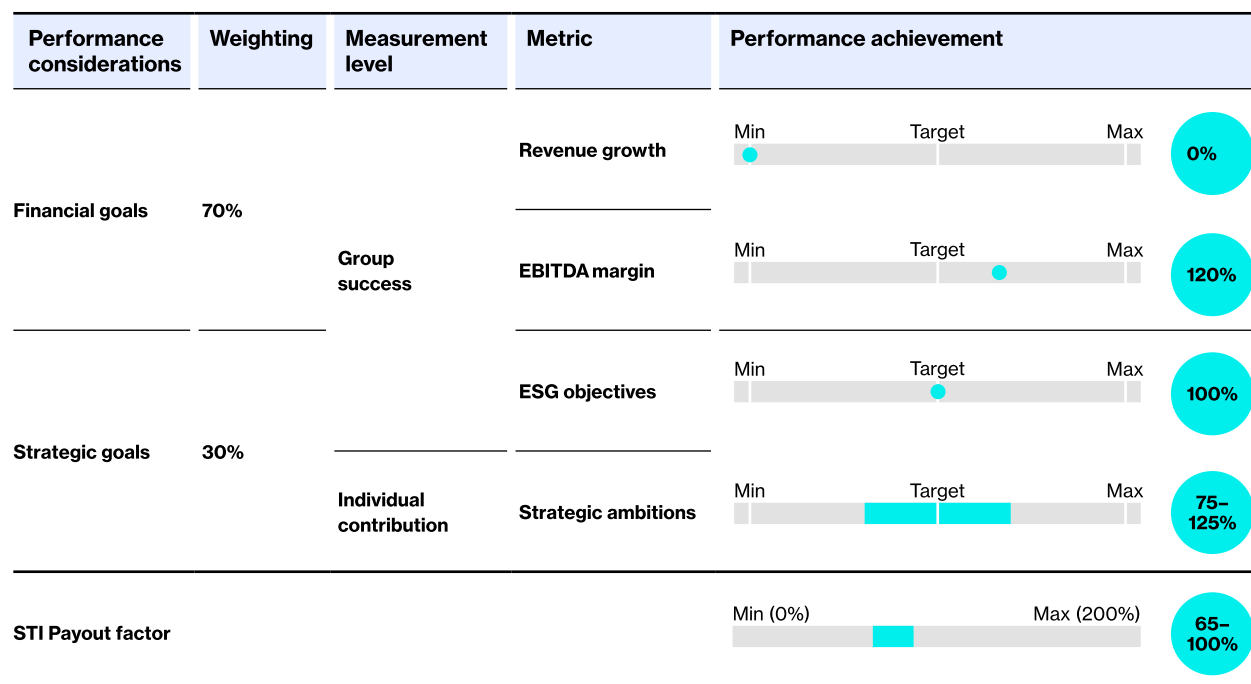 Performance
considerations
Weighting
Measurement
level
Metric
Performance achievement
Financial goals
70%
Group
success
Revenue growth
Min
Target
Max
0%
EBITDA margin
Min
Target
Max
120%
Strategic goals
30%
ESG objectives
Min
Target
Max
100%
Individual
contribution
Strategic ambitions
Min
Target
Max
75–
125%
STI Payout factor
Min (0%)
Max (200%)
65–
100%